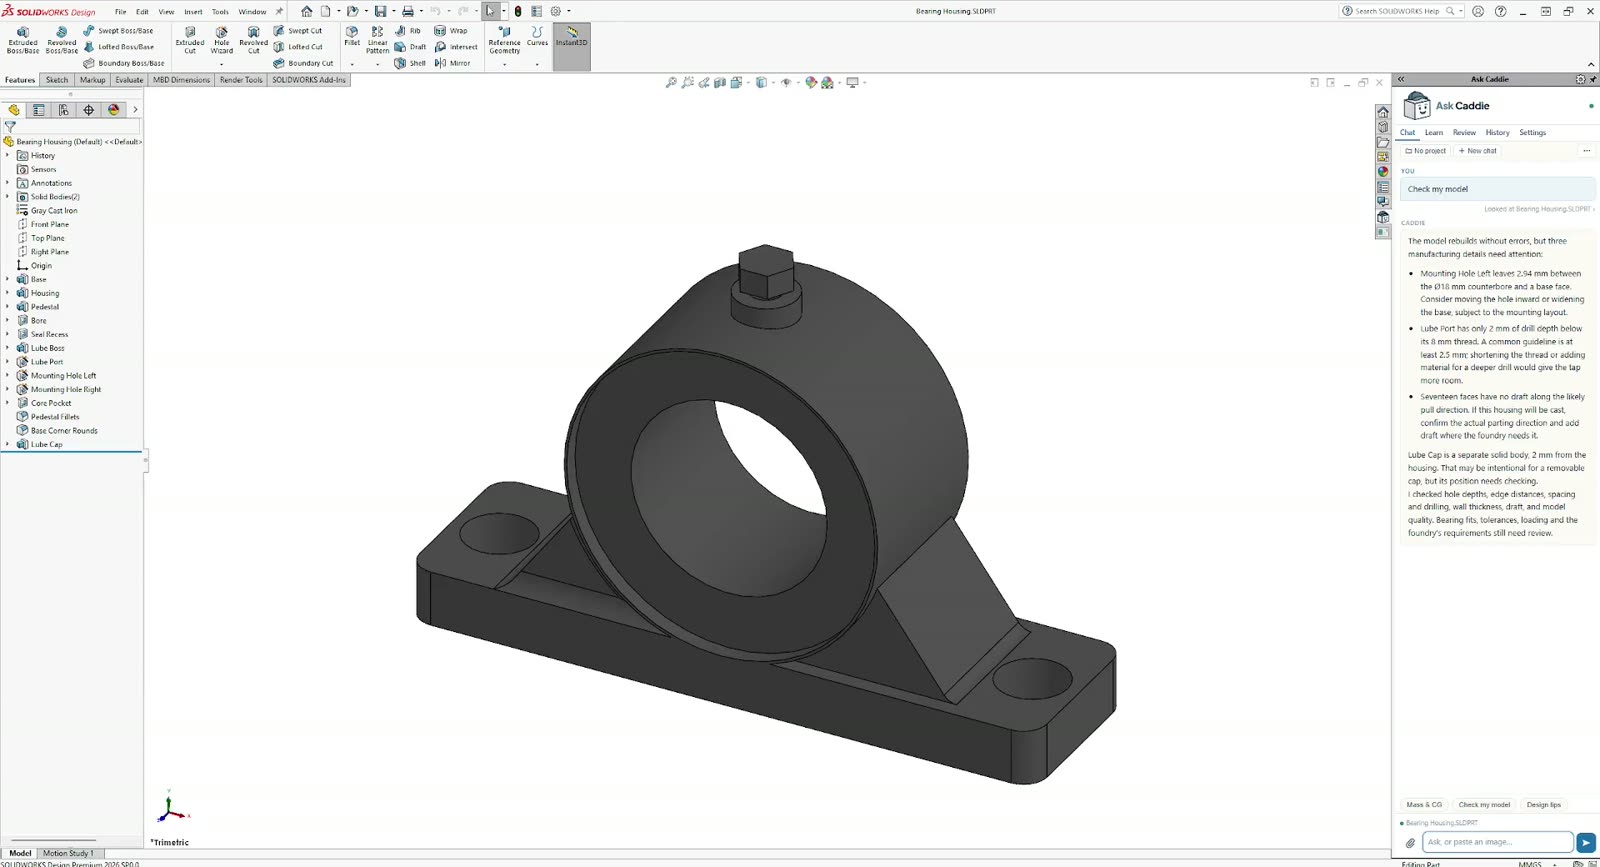 SOLIDWORKS Design
File Edit View Insert Tools Window
Bearing Housing.SLDPRT
Search SOLIDWORKS Help
Extruded Boss/Base
Revolved Boss/Base
Swept Boss/Base
Lofted Boss/Base
Boundary Boss/Base
Extruded Cut
Hole Wizard
Revolved Cut
Swept Cut
Lofted Cut
Boundary Cut
Fillet
Linear Pattern
Rib
Draft
Shell
Wrap
Intersect
Mirror
Reference Geometry
Curves
Instant3D
Features Sketch Markup Evaluate MBD Dimensions Render Tools SOLIDWORKS Add-Ins
Bearing Housing (Default) <<Default>
History
Sensors
Annotations
Solid Bodies(2)
Gray Cast Iron
Front Plane
Top Plane
Right Plane
Origin
Base
Housing
Pedestal
Bore
Seal Recess
Lube Boss
Lube Port
Mounting Hole Left
Mounting Hole Right
Core Pocket
Pedestal Fillets
Base Corner Rounds
Lube Cap
*Trimetric
Model Motion Study 1
SOLIDWORKS Design Premium 2026 SP0.0
Ask Caddie
Ask Caddie
Chat Learn Review History Settings
No project + New chat ...
YOU
Check my model
Looked at Bearing Housing.SLDPRT ›
CADDIE
The model rebuilds without errors, but three
manufacturing details need attention:
• Mounting Hole Left leaves 2.94 mm between
the Ø18 mm counterbore and a base face.
Consider moving the hole inward or widening
the base, subject to the mounting layout.
• Lube Port has only 2 mm of drill depth below
its 8 mm thread. A common guideline is at
least 2.5 mm; shortening the thread or adding
material for a deeper drill would give the tap
more room.
• Seventeen faces have no draft along the likely
pull direction. If this housing will be cast,
confirm the actual parting direction and add
draft where the foundry needs it.
Lube Cap is a separate solid body, 2 mm from the
housing. That may be intentional for a removable
cap, but its position needs checking.
I checked hole depths, edge distances, spacing
and drilling, wall thickness, draft, and model
quality. Bearing fits, tolerances, loading and the
foundry's requirements still need review.
Mass & CG Check my model Design tips
Bearing Housing.SLDPRT
Ask, or paste an image...
Editing Part MMGS